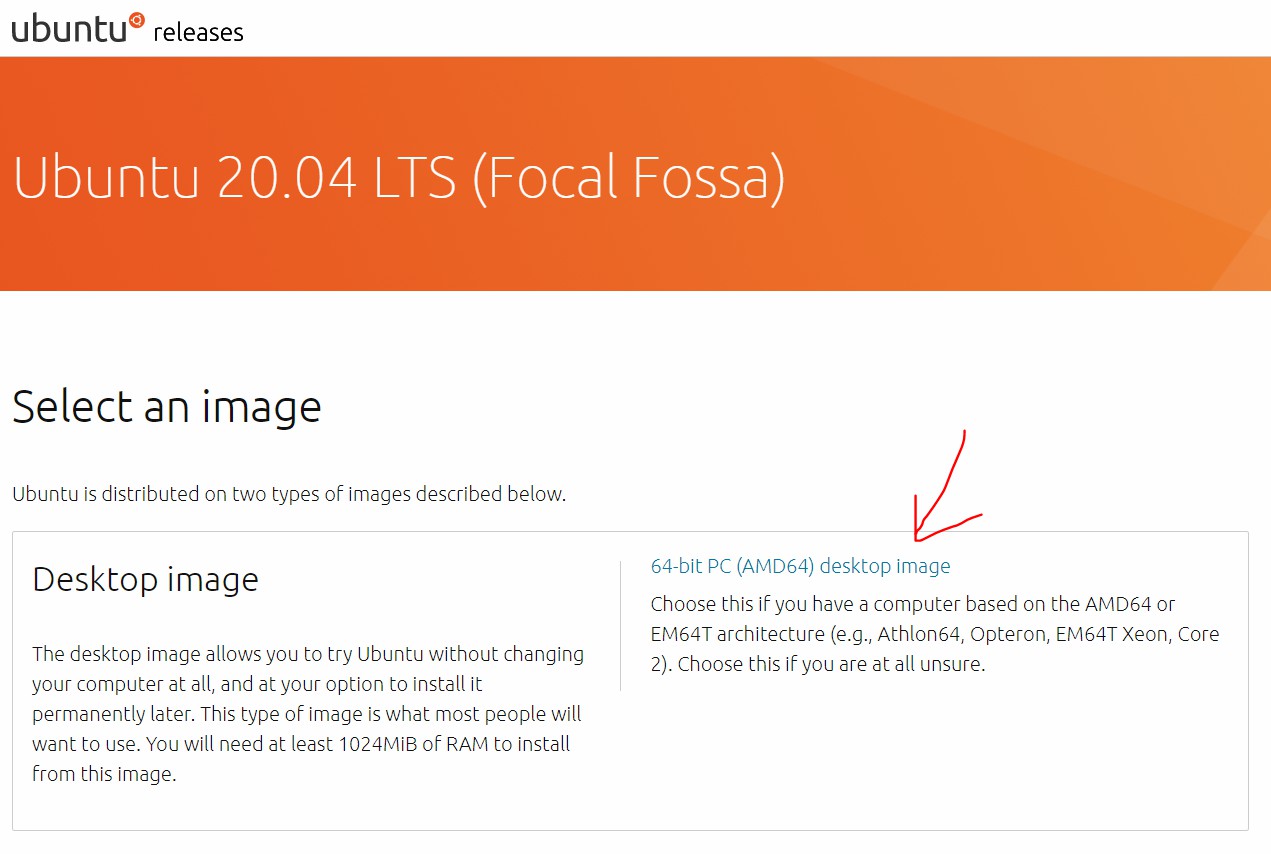 ubuntu releases
Ubuntu 20.04 LTS (Focal Fossa)
Select an image
Ubuntu is distributed on two types of images described below.
Desktop image
The desktop image allows you to try Ubuntu without changing
your computer at all, and at your option to install it
permanently later. This type of image is what most people will
want to use. You will need at least 1024MiB of RAM to install
from this image.
64-bit PC (AMD64) desktop image
Choose this if you have a computer based on the AMD64 or
EM64T architecture (e.g., Athlon64, Opteron, EM64T Xeon, Core
2). Choose this if you are at all unsure.